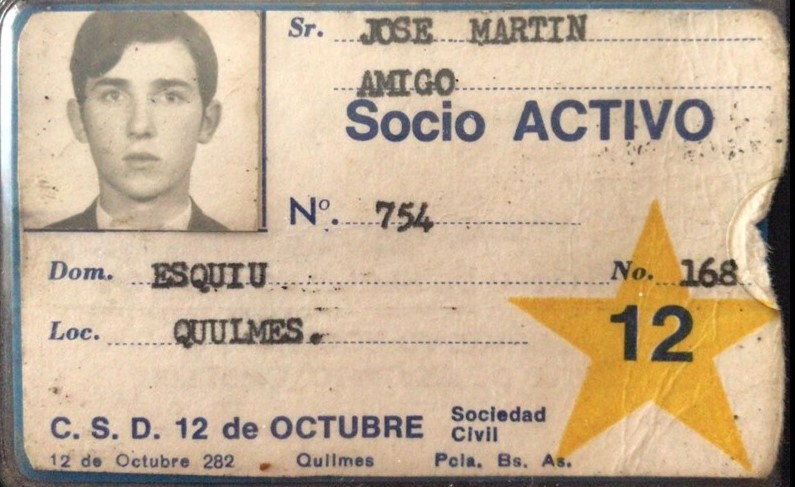 Sr. JOSE MARTIN
AMIGO
Socio ACTIVO
Nº. 754
Dom. ESQUIU No. 168
Loc. QUUILMES.
12
C. S. D. 12 de OCTUBRE Sociedad Civil
12 de Octubre 282 Quilmes Pcia. Bs. As.